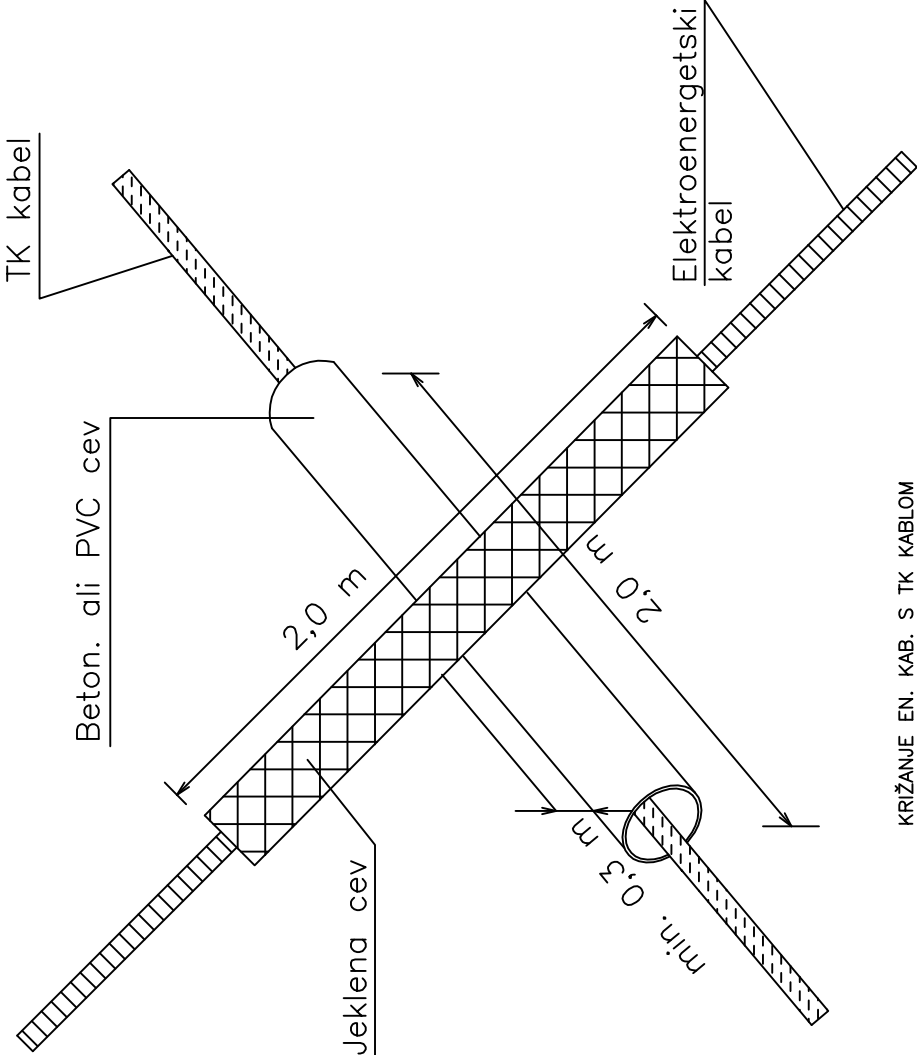 TK kabel
Beton. ali PVC cev
Elektroenergetski
kabel
2,0 m
2,0 m
Jeklena cev
min. 0,3 m
KRIŽANJE EN. KAB. S TK KABLOM